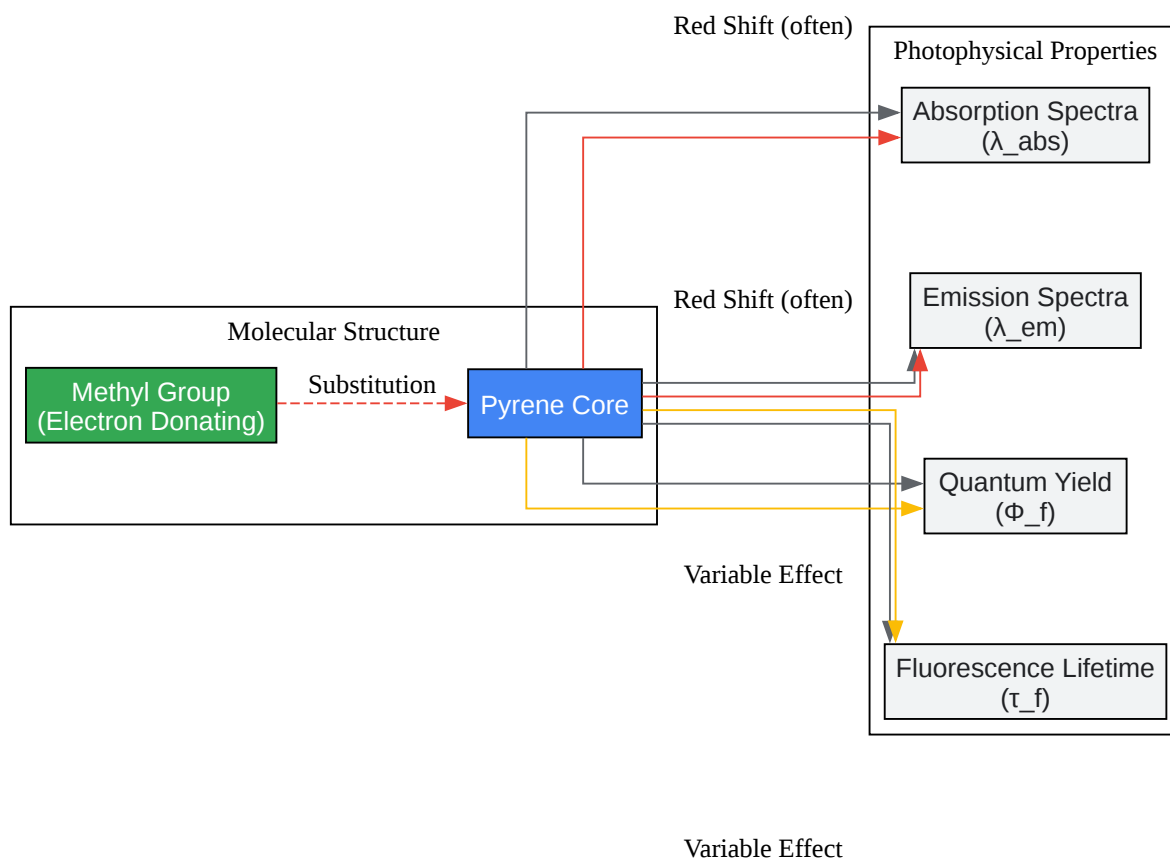 Red Shift (often)
Photophysical Properties
Absorption Spectra
(λ_abs)
Red Shift (often)
Emission Spectra
(λ_em)
Molecular Structure
Methyl Group
(Electron Donating)
Substitution
Pyrene Core
Quantum Yield
(Φ_f)
Variable Effect
Fluorescence Lifetime
(τ_f)
Variable Effect